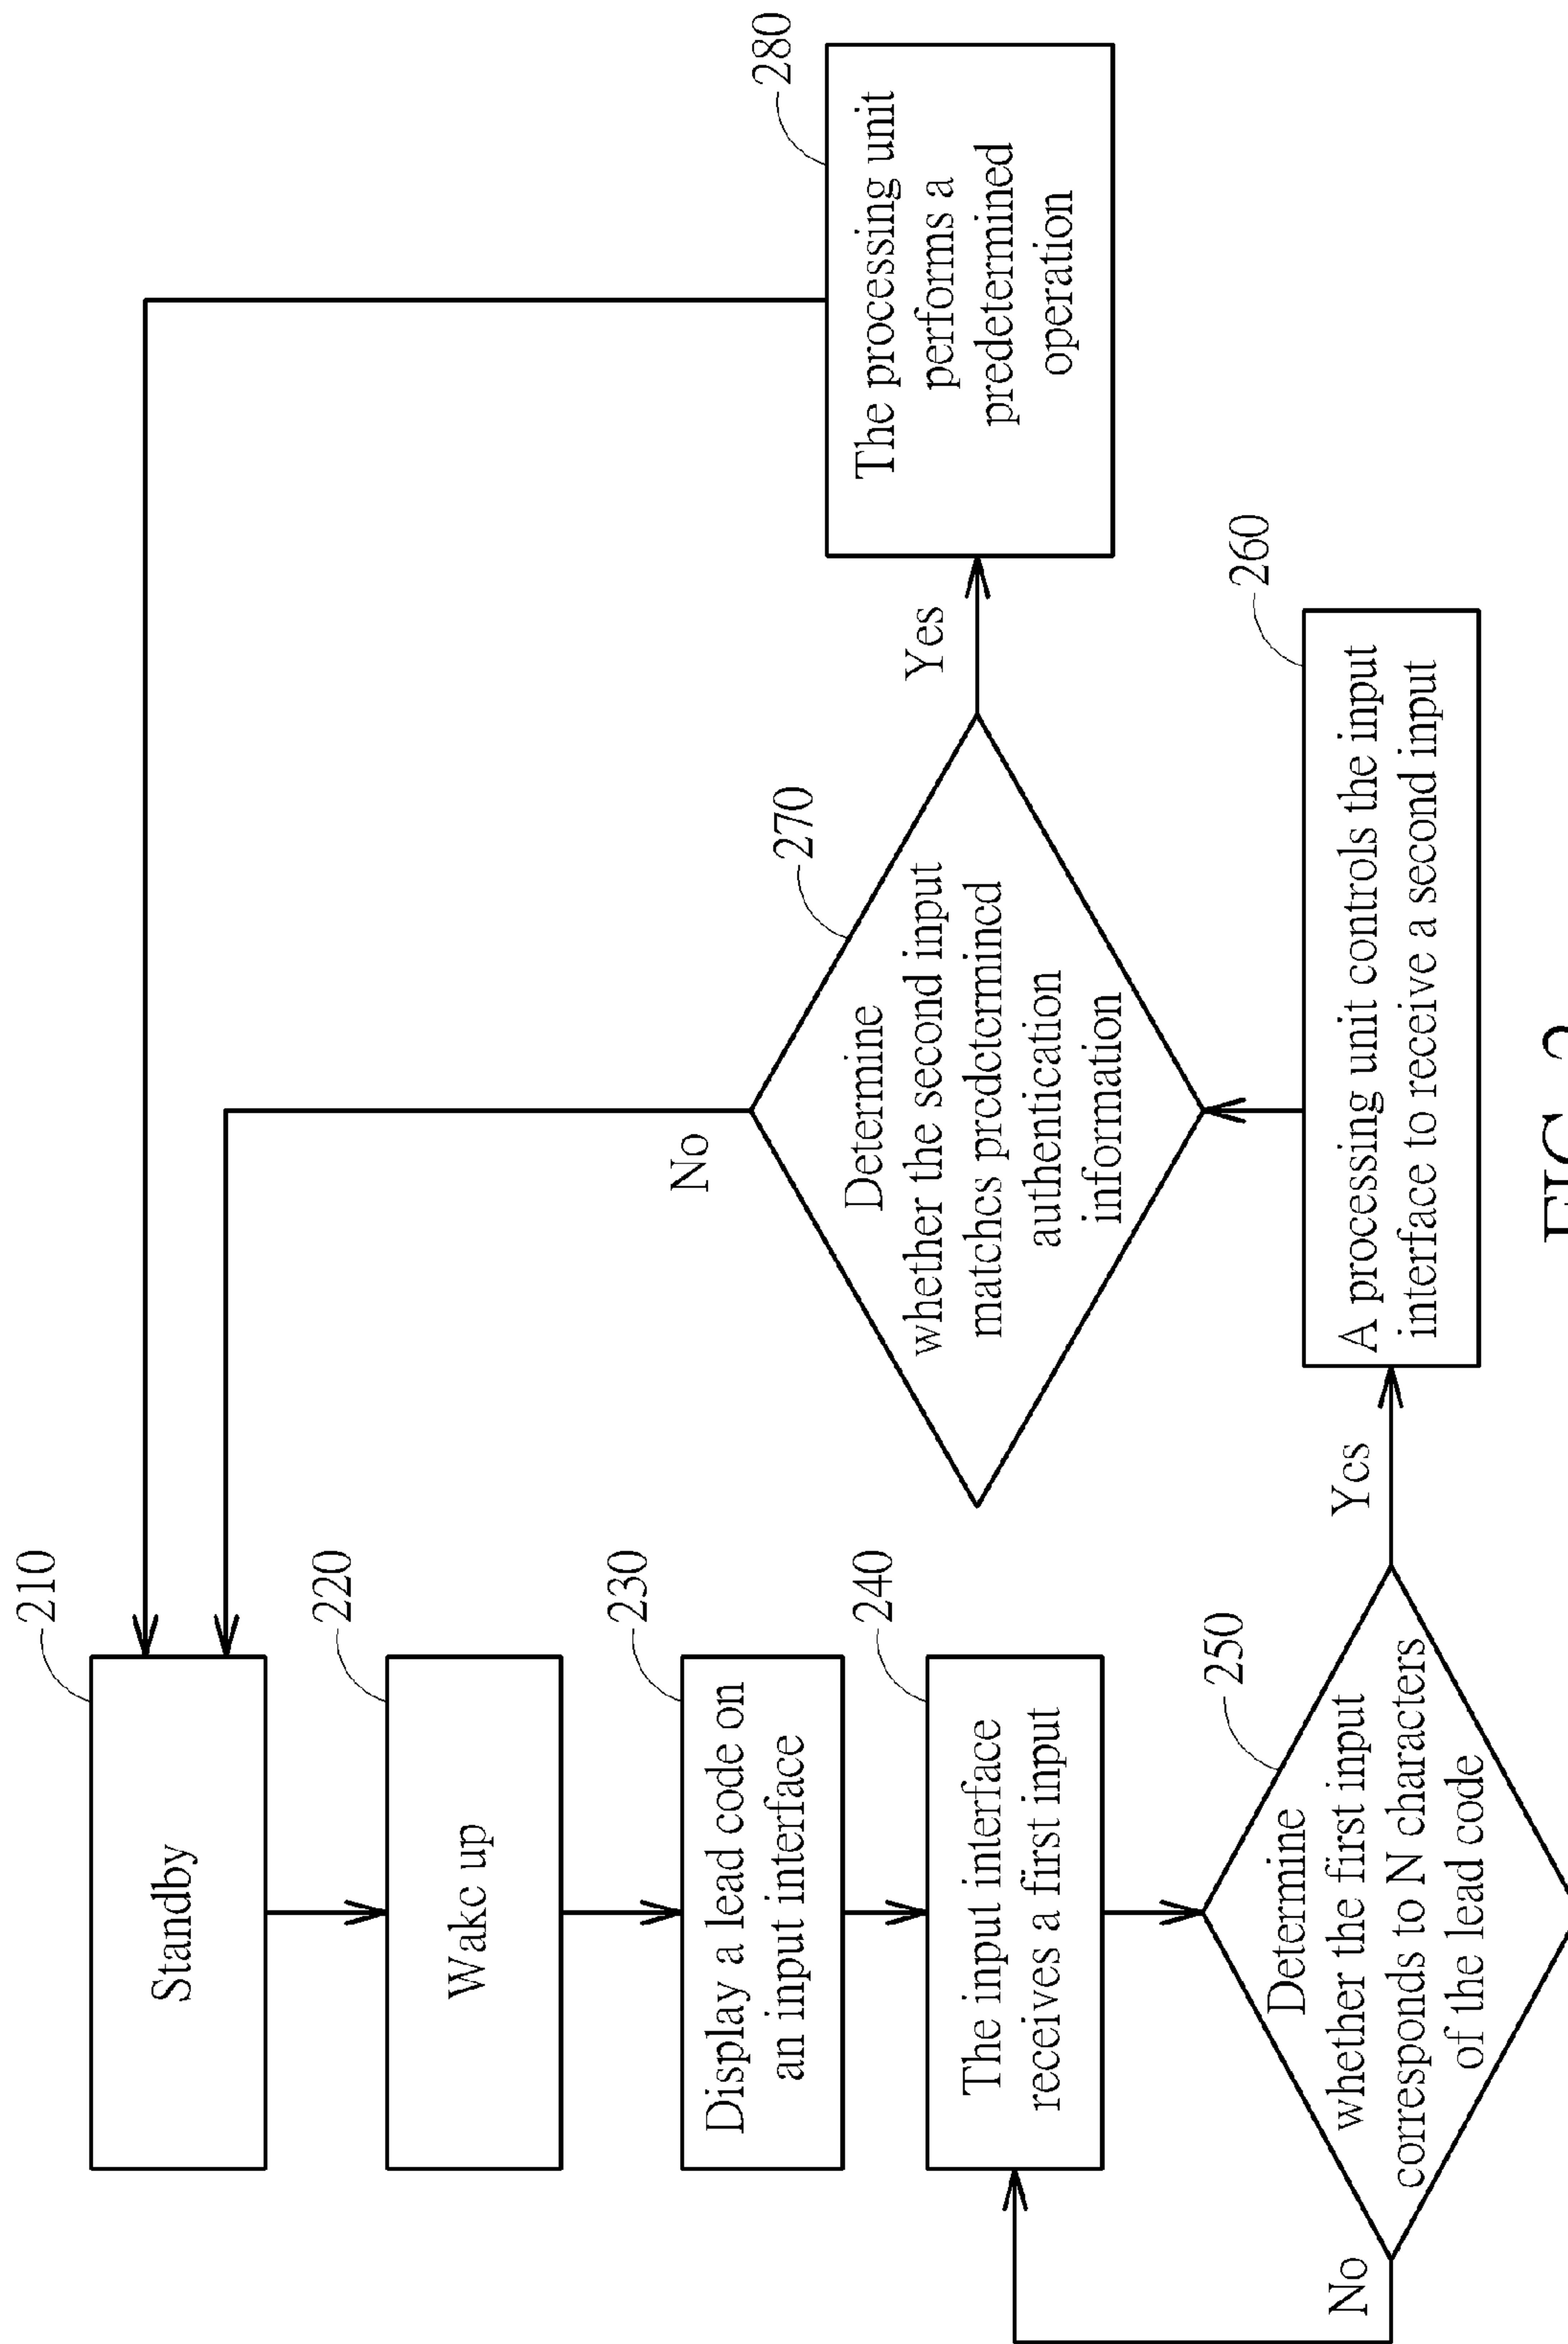 210
Standby
220
Wakc up
230
Display a lead code on
an input interface
240
The input interface
receives a first input
250
Determine
whether the first input
corresponds to N characters
of the lead code
No
Ycs
260
A processing unit controls the input
interface to receive a second input
270
Determine
whether the second input
matchcs prcdctcrmincd
authentication
information
No
Yes
280
The processing unit
performs a
predetermined
operation
FIG. 2